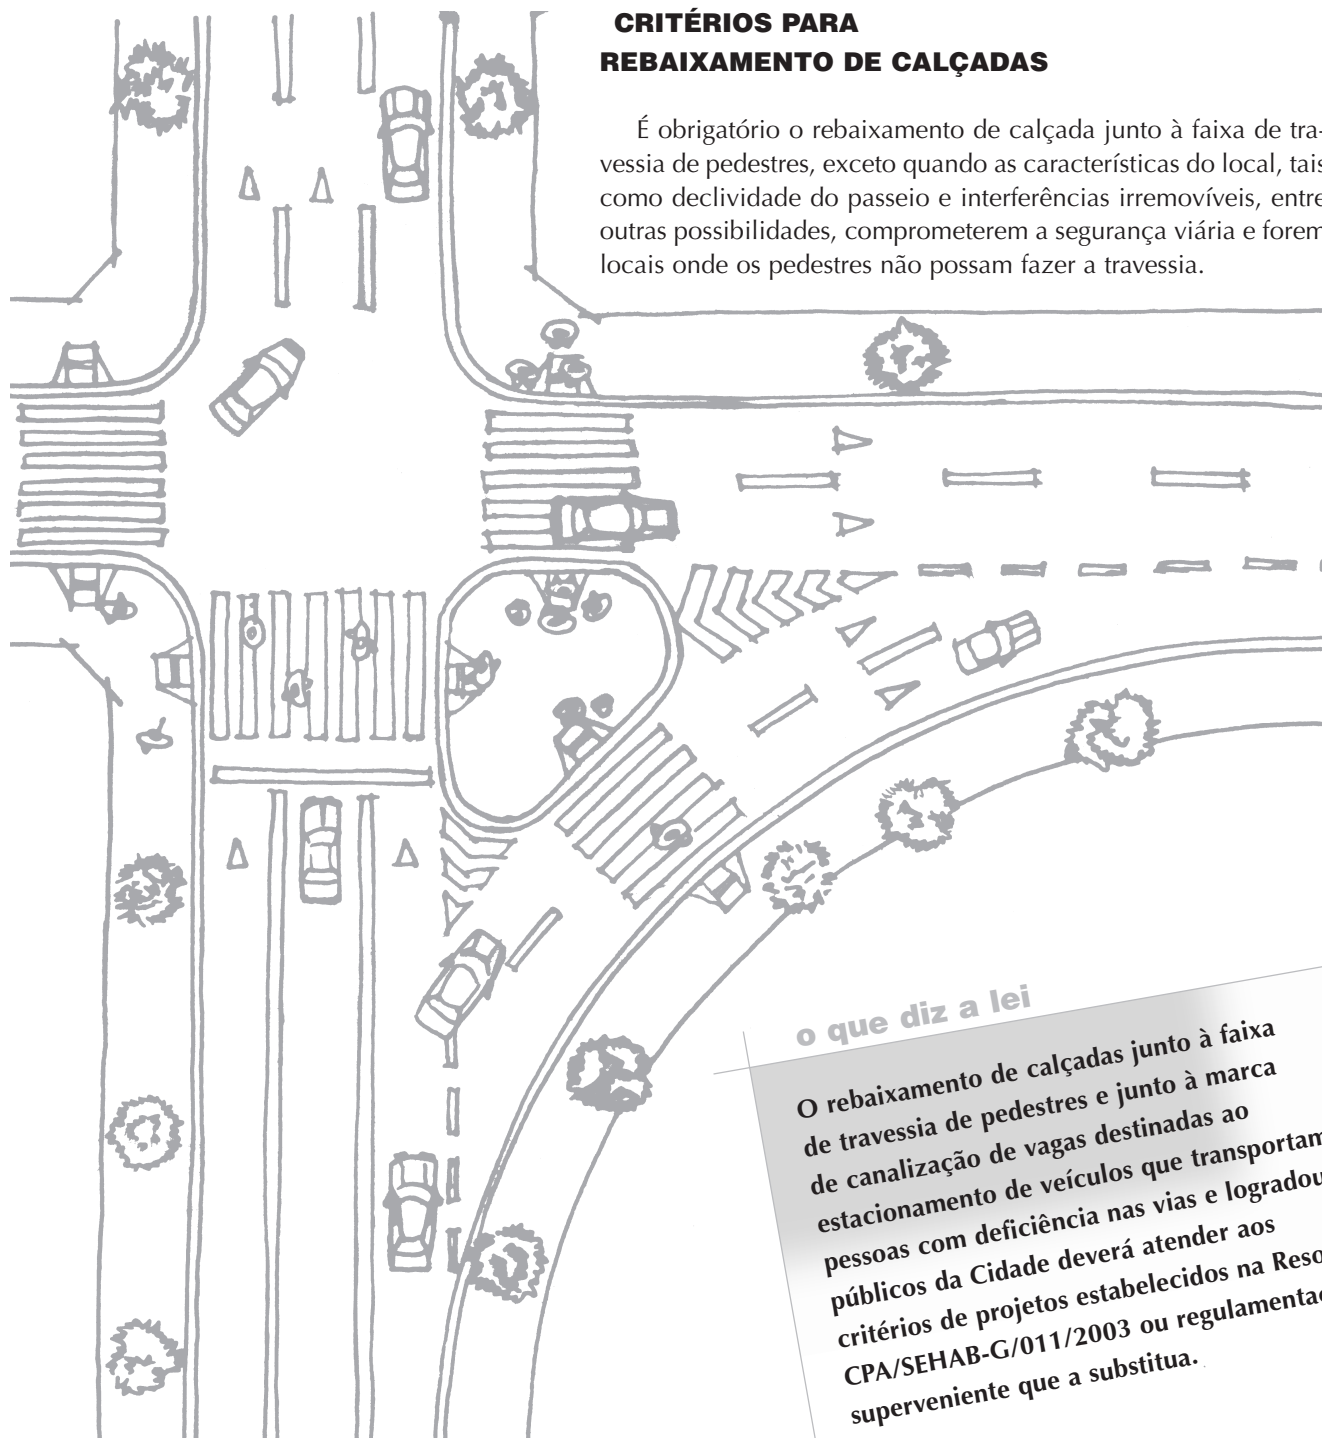 CRITÉRIOS PARA
REBAIXAMENTO DE CALÇADAS
É obrigatório o rebaixamento de calçada junto à faixa de tra-
vessia de pedestres, exceto quando as características do local, tais
como declividade do passeio e interferências irremovíveis, entre
outras possibilidades, comprometerem a segurança viária e forem
locais onde os pedestres não possam fazer a travessia.
o que diz a lei
O rebaixamento de calçadas junto à faixa
de travessia de pedestres e junto à marca
de canalização de vagas destinadas ao
estacionamento de veículos que transportam
pessoas com deficiência nas vias e
públicos da Cidade deverá atender aos
critérios de projetos estabelecidos na
CPA/SEHAB-G/011/2003 ou
superveniente que a substitua.